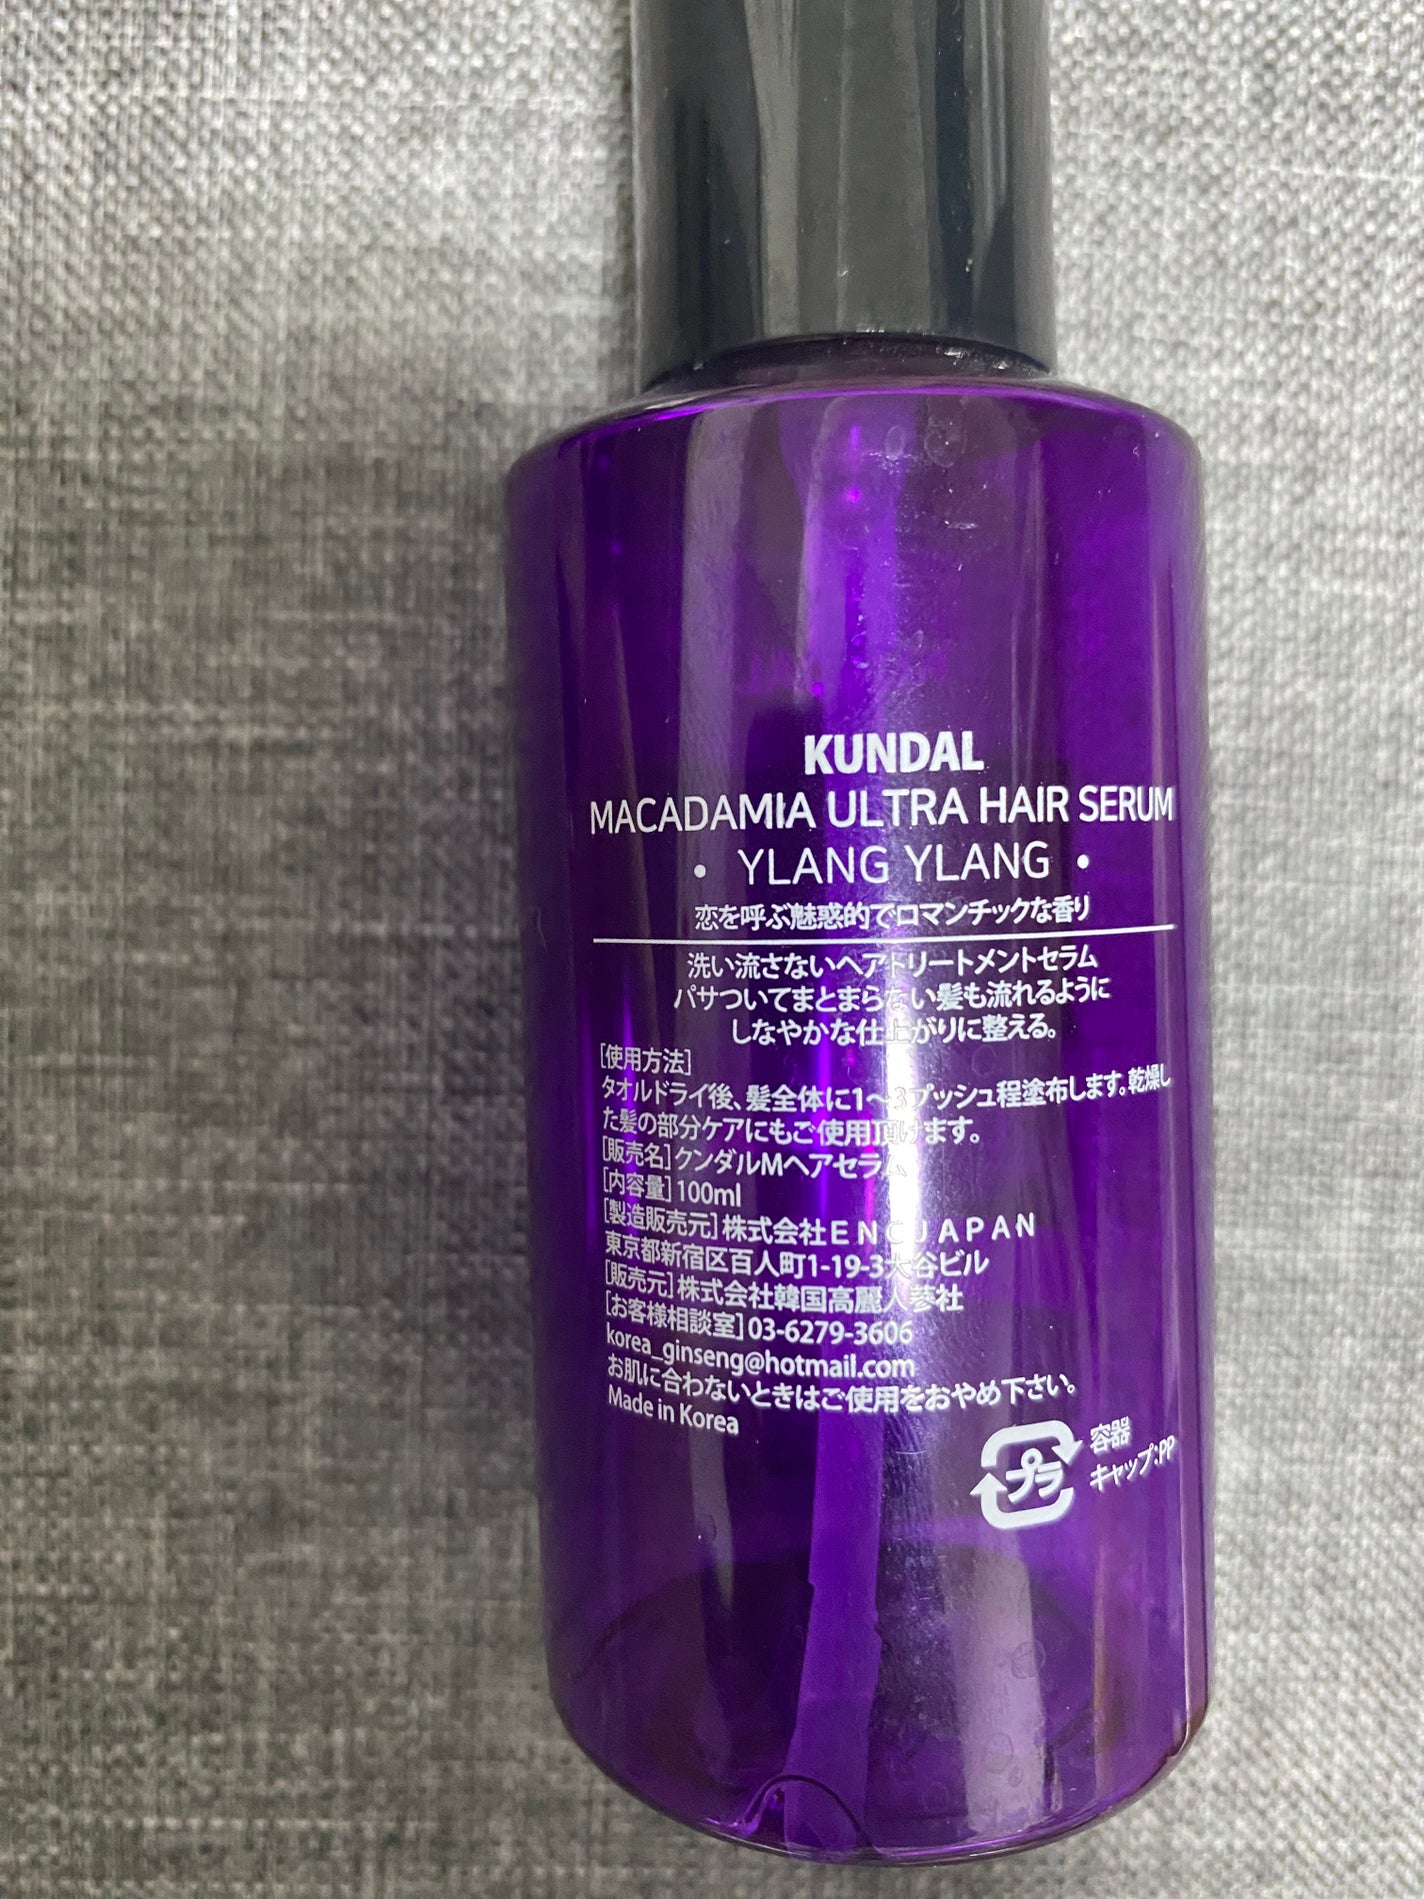 KUNDAL
MACADAMIA ULTRA HAIR SERUM
• YLANG YLANG •
恋を呼ぶ魅惑的でロマンチックな香り
洗い流さないヘアトリートメントセラム
パサついてまとまらない髪も流れるように
しなやかな仕上がりに整える。
[使用方法]
タオルドライ後、髪全体に1～3プッシュ程塗布します。乾燥し
た髪の部分ケアにもご使用頂けます。
[販売名]クンダルMヘアセラム
[内容量]100ml
[製造販売元]株式会社ENCJAPAN
東京都新宿区百人町1-19-3大谷ビル
[販売元]株式会社韓国高麗人蔘社
[お客様相談室]03-6279-3606
korea_ginseng@hotmail.com
お肌に合わないときはご使用をおやめ下さい。
Made in Korea
プラ
容器
キャップ:PP